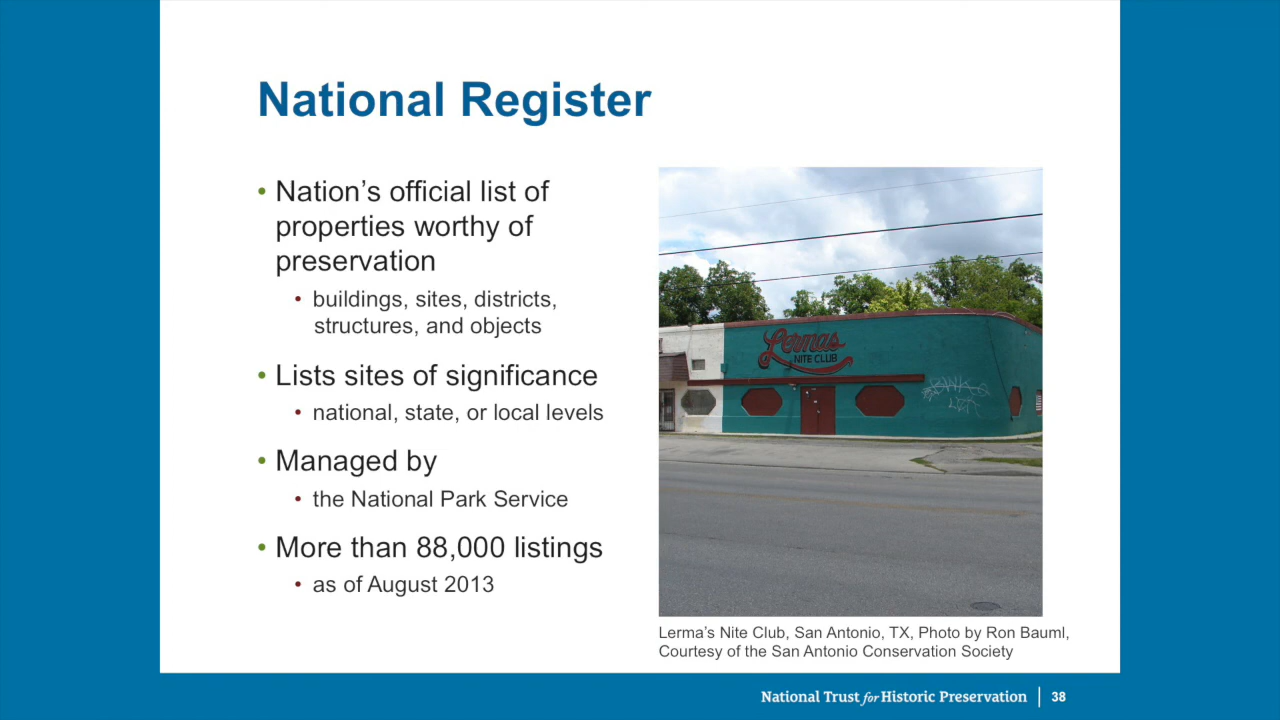 National Register
• Nation’s official list of
properties worthy of
preservation
• buildings, sites, districts,
structures, and objects
• Lists sites of significance
• national, state, or local levels
• Managed by
• the National Park Service
• More than 88,000 listings
• as of August 2013
Lermas
NITE CLUB
Lerma’s Nite Club, San Antonio, TX, Photo by Ron Bauml,
Courtesy of the San Antonio Conservation Society
National Trust for Historic Preservation | 38